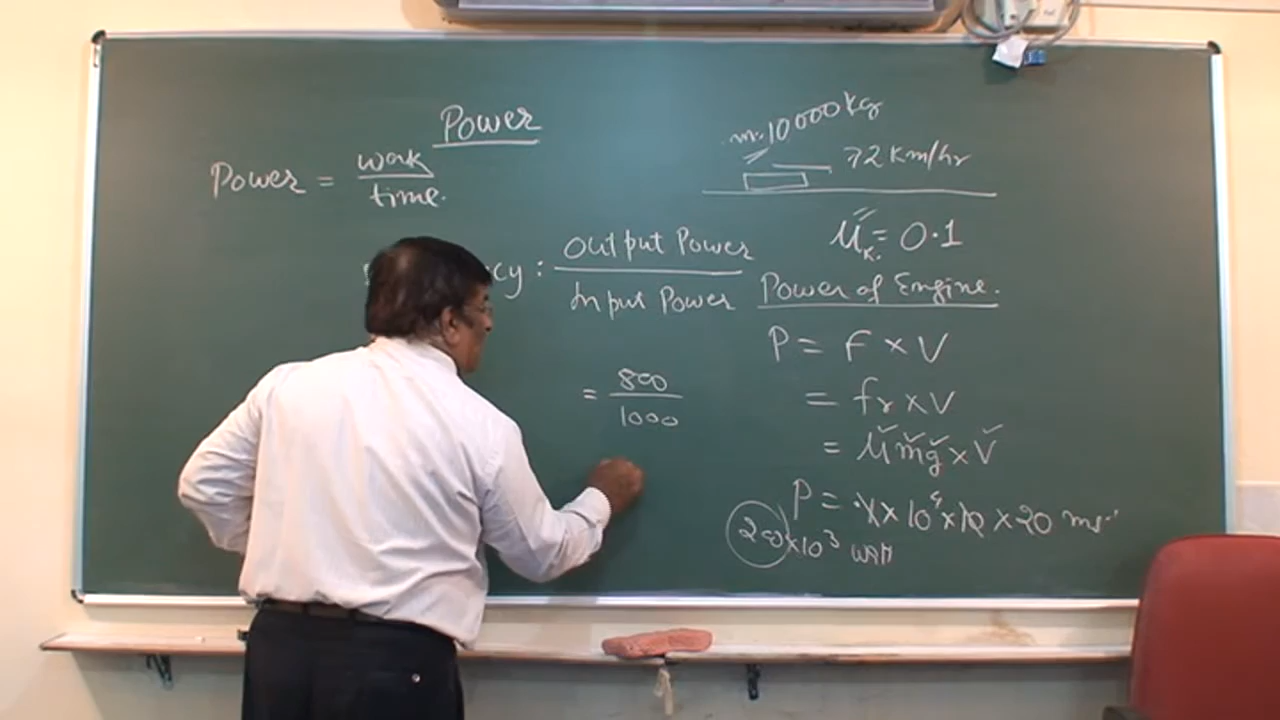 Power
Power = work
time.
cy : Output Power
Input Power
= 800
1000
m = 10000 Kg
72 Km/hr
μk = 0.1
Power of Engine.
P = F × V
= fr × V
= μmg × V
P = .1 × 10⁴ × 10 × 20 ms⁻¹
200 × 10³ watt